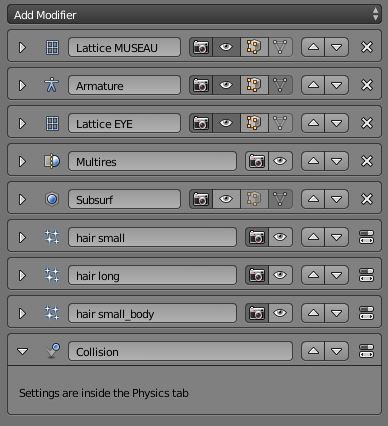 Add Modifier
Lattice MUSEAU
Armature
Lattice EYE
Multires
Subsurf
hair small
hair long
hair small_body
Collision
Settings are inside the Physics tab